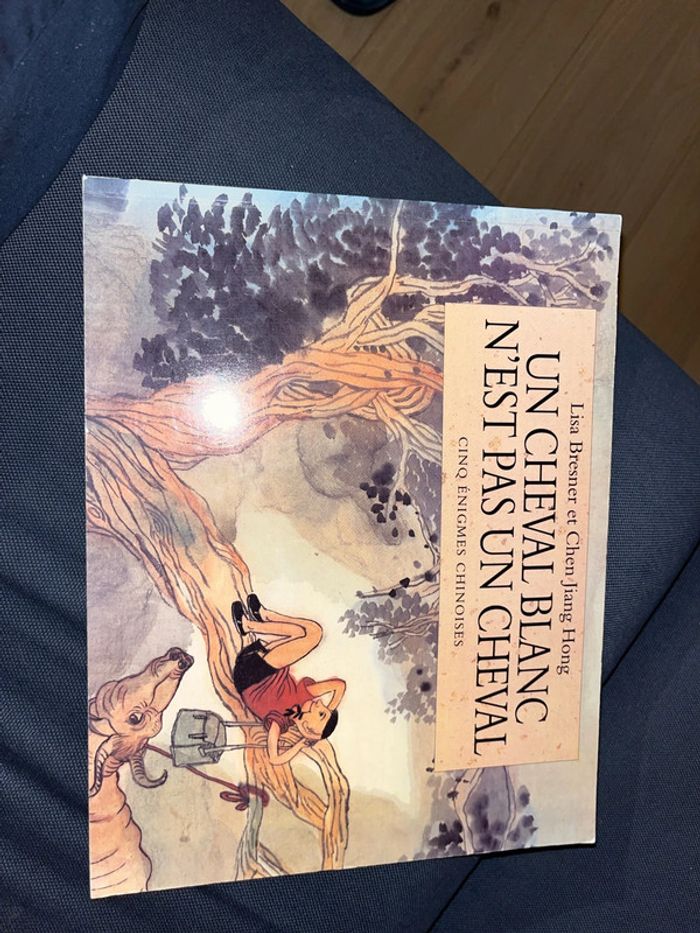 Lisa Bresner et Chen Jiang Hong
UN CHEVAL BLANC
N'EST PAS UN CHEVAL
CINQ ÉNIGMES CHINOISES